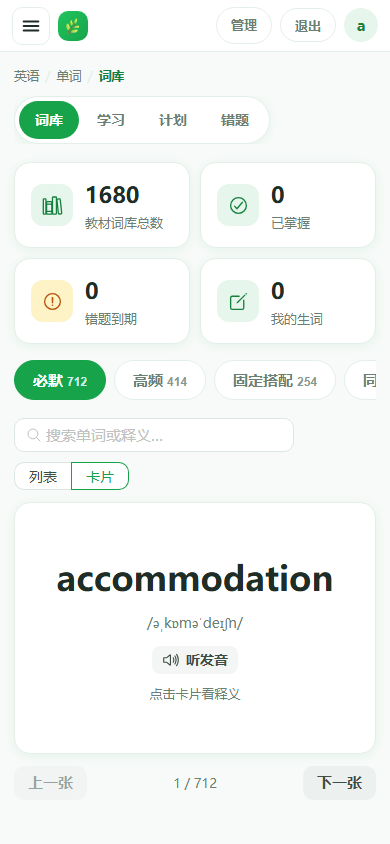 管理
退出
a
英语 / 单词 / 词库
词库
学习
计划
错题
1680
教材词库总数
0
已掌握
0
错题到期
0
我的生词
必默 712
高频 414
固定搭配 254
同
搜索单词或释义...
列表
卡片
accommodation
/əˌkɒməˈdeɪʃn/
听发音
点击卡片看释义
上一张
1 / 712
下一张